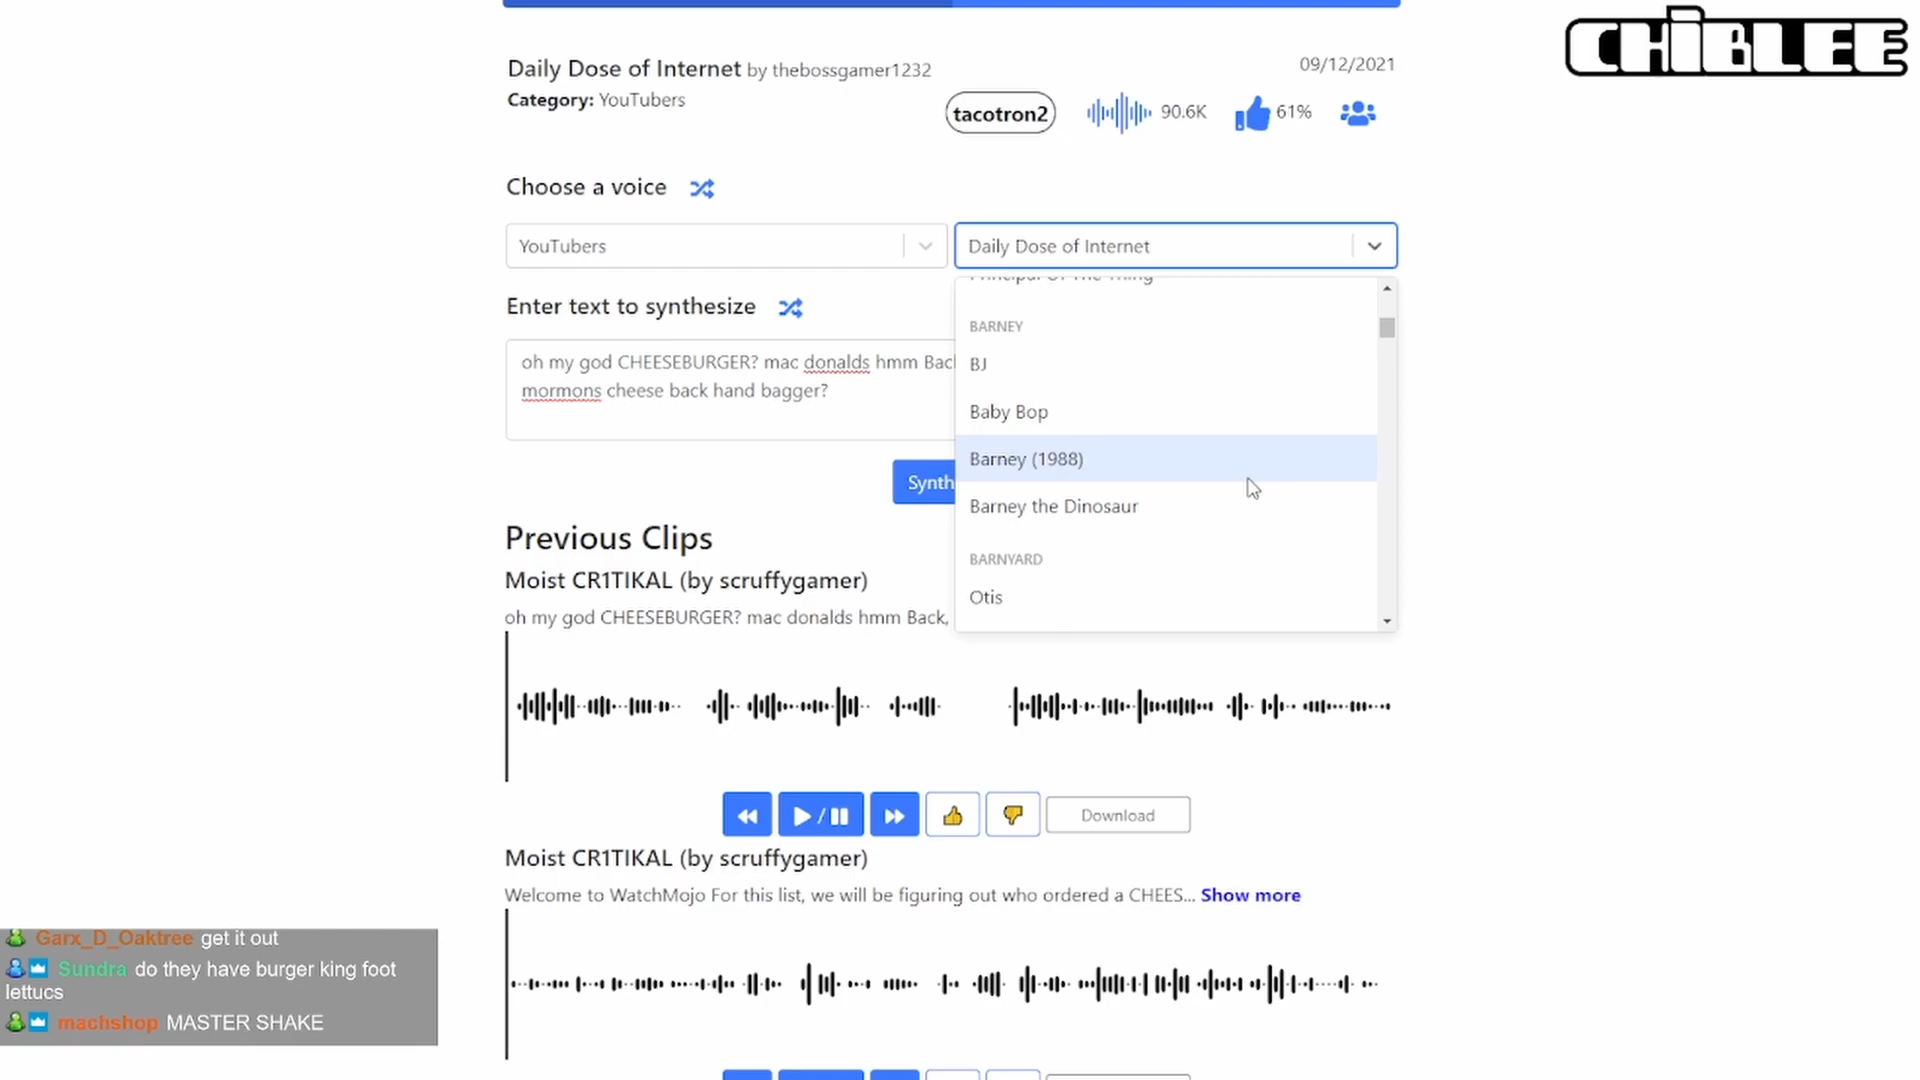 CHiBLEE
Daily Dose of Internet by thebossgamer1232
09/12/2021
Category: YouTubers
tacotron2
90.6K
61%
Choose a voice
YouTubers
Daily Dose of Internet
Principal Of The Thing
Enter text to synthesize
BARNEY
oh my god CHEESEBURGER? mac donalds hmm Bac
mormons cheese back hand bagger?
BJ
Baby Bop
Barney (1988)
Synth
Barney the Dinosaur
BARNYARD
Otis
Previous Clips
Moist CR1TIKAL (by scruffygamer)
oh my god CHEESEBURGER? mac donalds hmm Back,
/
Download
Moist CR1TIKAL (by scruffygamer)
Welcome to WatchMojo For this list, we will be figuring out who ordered a CHEES... Show more
Garx_D_Oaktree get it out
Sundra do they have burger king foot
lettucs
machshop MASTER SHAKE